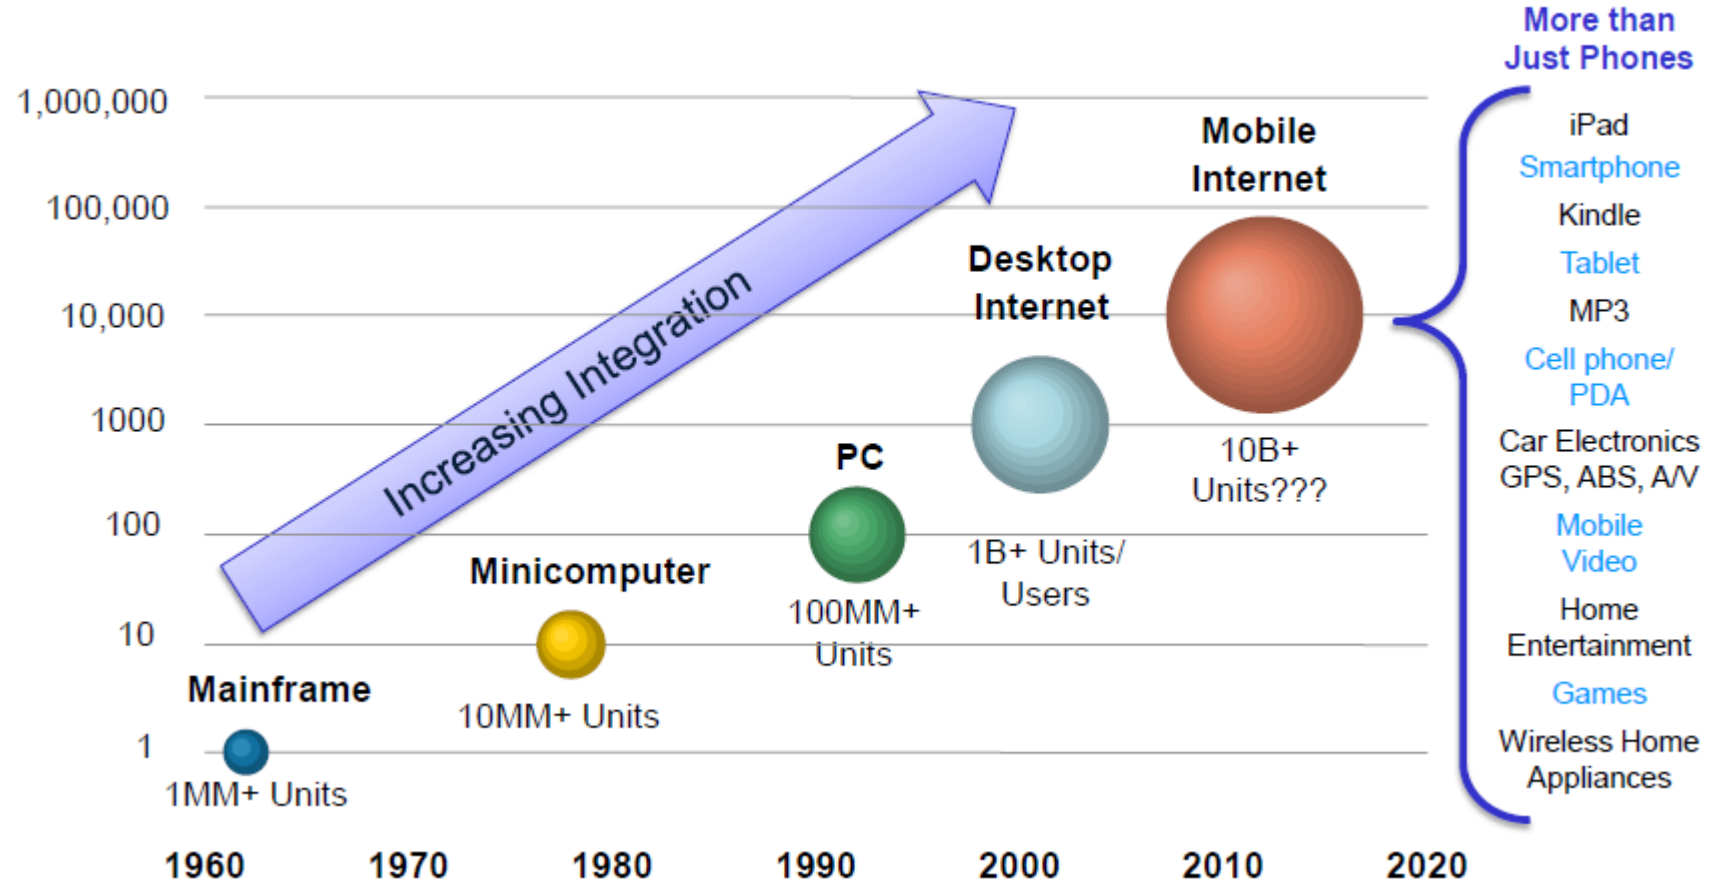 More than
Just Phones
1,000,000
100,000
10,000
1000
100
10
1
Increasing Integration
Mainframe
1MM+ Units
Minicomputer
10MM+ Units
PC
100MM+
Units
Desktop
Internet
1B+ Units/
Users
Mobile
Internet
10B+
Units???
iPad
Smartphone
Kindle
Tablet
MP3
Cell phone/
PDA
Car Electronics
GPS, ABS, A/V
Mobile
Video
Home
Entertainment
Games
Wireless Home
Appliances
1960
1970
1980
1990
2000
2010
2020